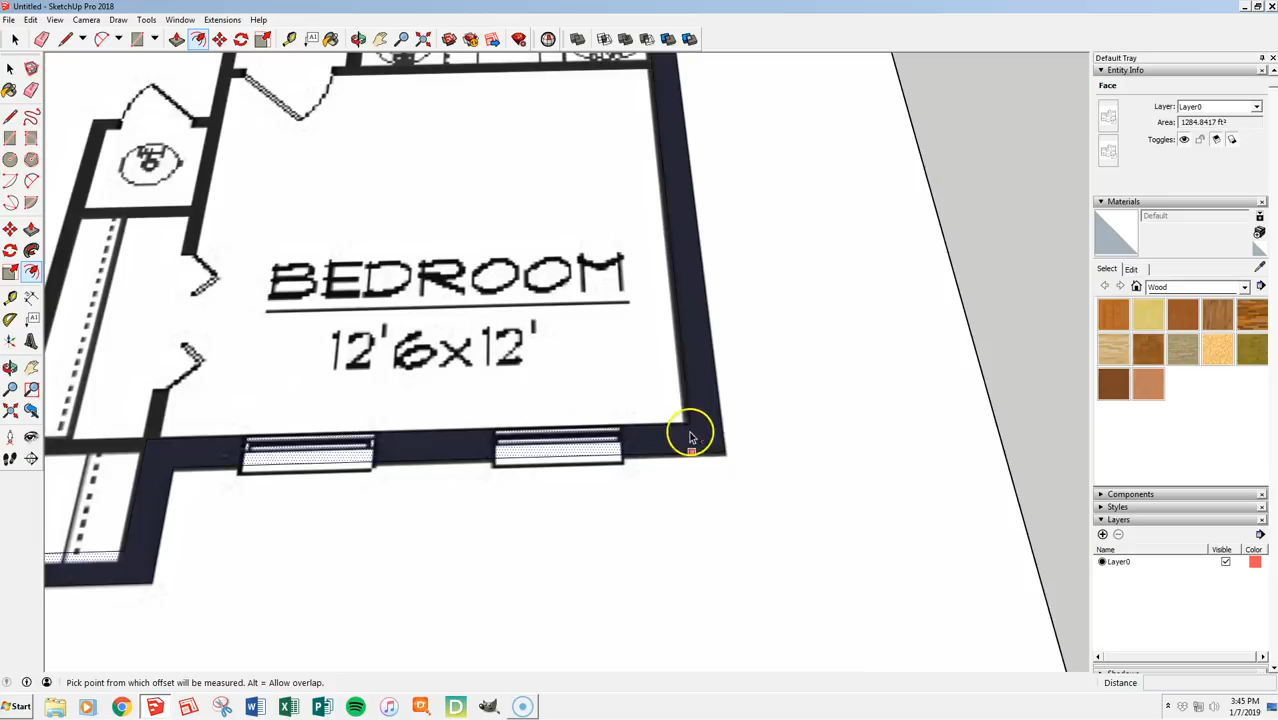 Untitled - SketchUp Pro 2018
File Edit View Camera Draw Tools Window Extensions Help
Default Tray
Entity Info
Face
Layer: Layer0
Area: 1284.8417 ft²
Toggles:
Materials
Default
Select Edit
Wood
BEDROOM
12'6x12'
Components
Styles
Layers
Name Visible Color
Layer0
Pick point from which offset will be measured. Alt = Allow overlap.
Distance
Start
3:45 PM
1/7/2019